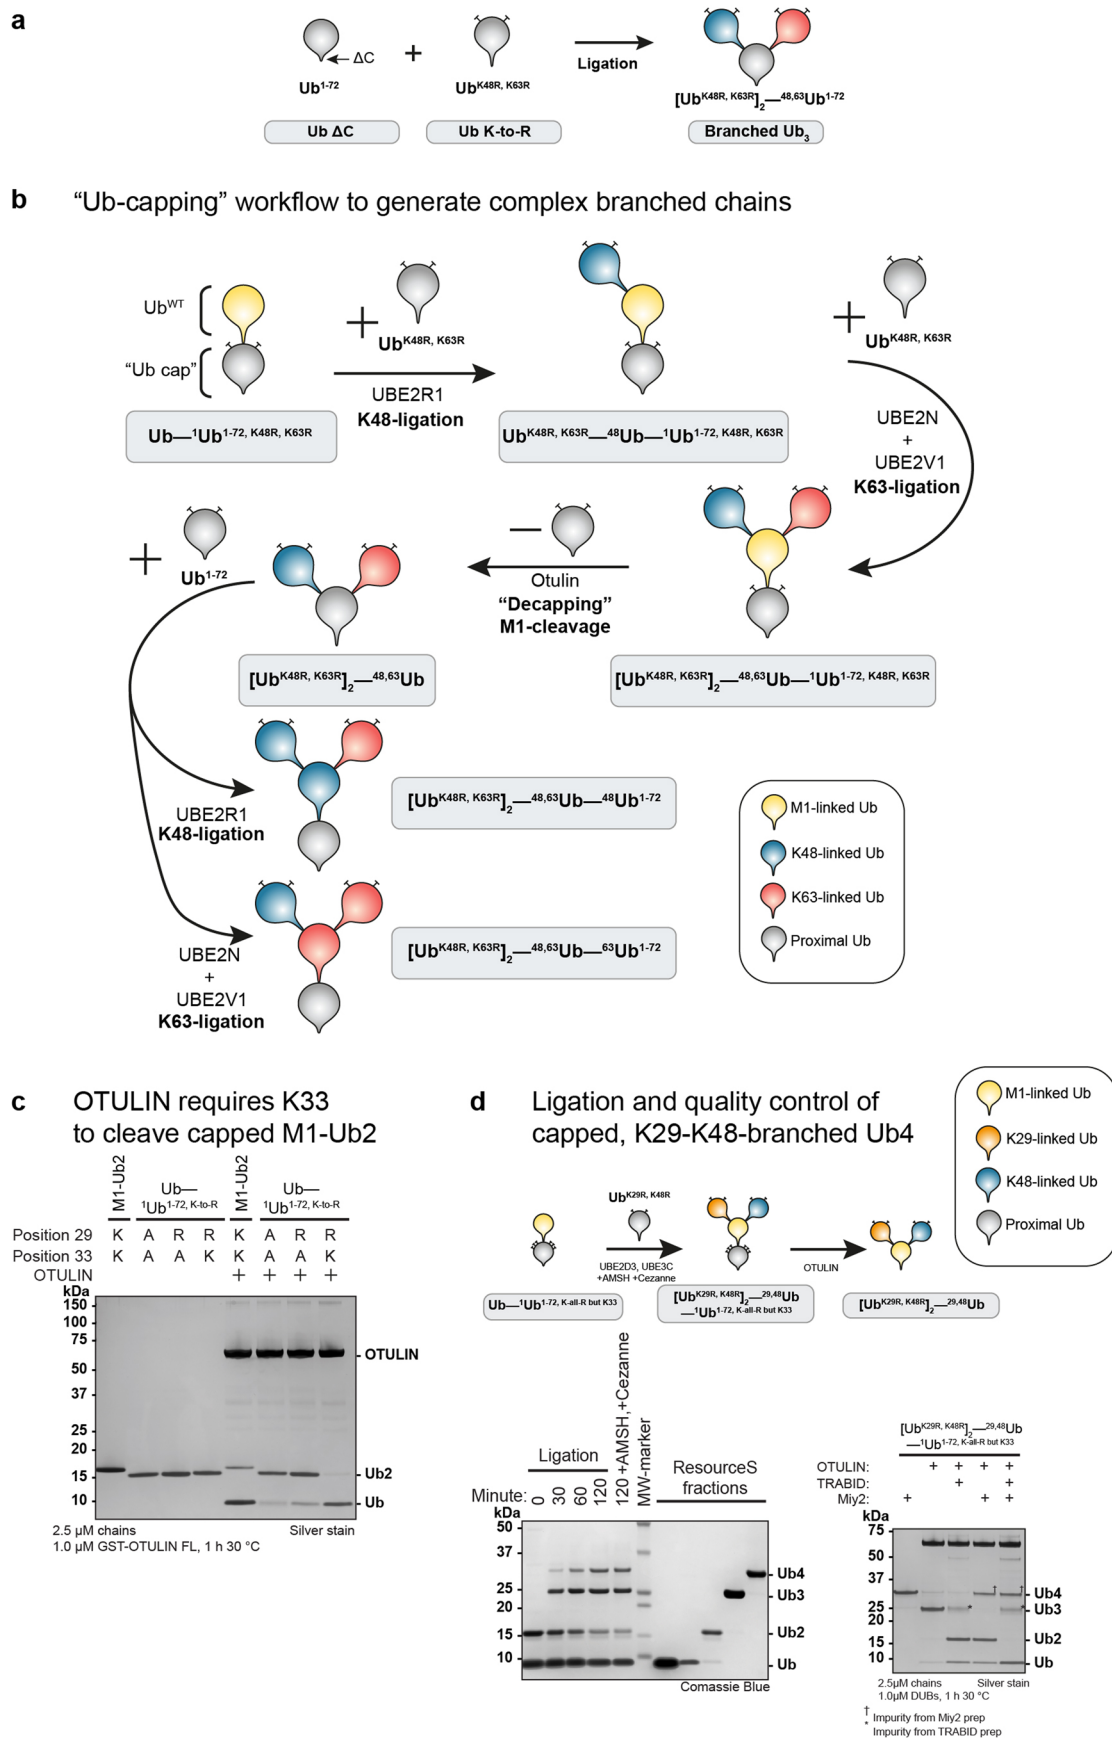 a
ΔC
+
Ub1-72
UbK48R, K63R
Ligation
[UbK48R, K63R]2—48,63Ub1-72
Ub ΔC
Ub K-to-R
Branched Ub3
b
“Ub-capping” workflow to generate complex branched chains
UbWT
“Ub cap”
+
UbK48R, K63R
UBE2R1
K48-ligation
+
UbK48R, K63R
UBE2N
+
UBE2V1
K63-ligation
Ub—1Ub1-72, K48R, K63R
UbK48R, K63R—48Ub—1Ub1-72, K48R, K63R
+
Ub1-72
–
Otulin
“Decapping”
M1-cleavage
[UbK48R, K63R]2—48,63Ub
[UbK48R, K63R]2—48,63Ub—1Ub1-72, K48R, K63R
UBE2R1
K48-ligation
[UbK48R, K63R]2—48,63Ub—48Ub1-72
UBE2N
+
UBE2V1
K63-ligation
[UbK48R, K63R]2—48,63Ub—63Ub1-72
M1-linked Ub
K48-linked Ub
K63-linked Ub
Proximal Ub
c
OTULIN requires K33
to cleave capped M1-Ub2
M1-Ub2
Ub—
1Ub1-72, K-to-R
M1-Ub2
Ub—
1Ub1-72, K-to-R
Position 29 K A R R K A R R
Position 33 K A A K K A A K
OTULIN + + + +
kDa
150
100
75
50
37
25
20
15
10
OTULIN
Ub2
Ub
2.5 µM chains
Silver stain
1.0 µM GST-OTULIN FL, 1 h 30 °C
d
Ligation and quality control of
capped, K29-K48-branched Ub4
M1-linked Ub
K29-linked Ub
K48-linked Ub
Proximal Ub
UbK29R, K48R
UBE2D3, UBE3C
+AMSH +Cezanne
OTULIN
Ub—1Ub1-72, K-all-R but K33
[UbK29R, K48R]2—29,48Ub
—1Ub1-72, K-all-R but K33
[UbK29R, K48R]2—29,48Ub
Ligation
Minute: 0 30 60 120 120 +AMSH,+Cezanne MW-marker
ResourceS
fractions
kDa
50
37
25
20
15
10
Ub4
Ub3
Ub2
Ub
Comassie Blue
[UbK29R, K48R]2—29,48Ub
—1Ub1-72, K-all-R but K33
OTULIN: + + + +
TRABID: + +
Miy2: + + +
kDa
75
50
37
25
20
15
10
†
†
*
*
Ub4
Ub3
Ub2
Ub
2.5µM chains
Silver stain
1.0µM DUBs, 1 h 30 °C
† Impurity from Miy2 prep
* Impurity from TRABID prep